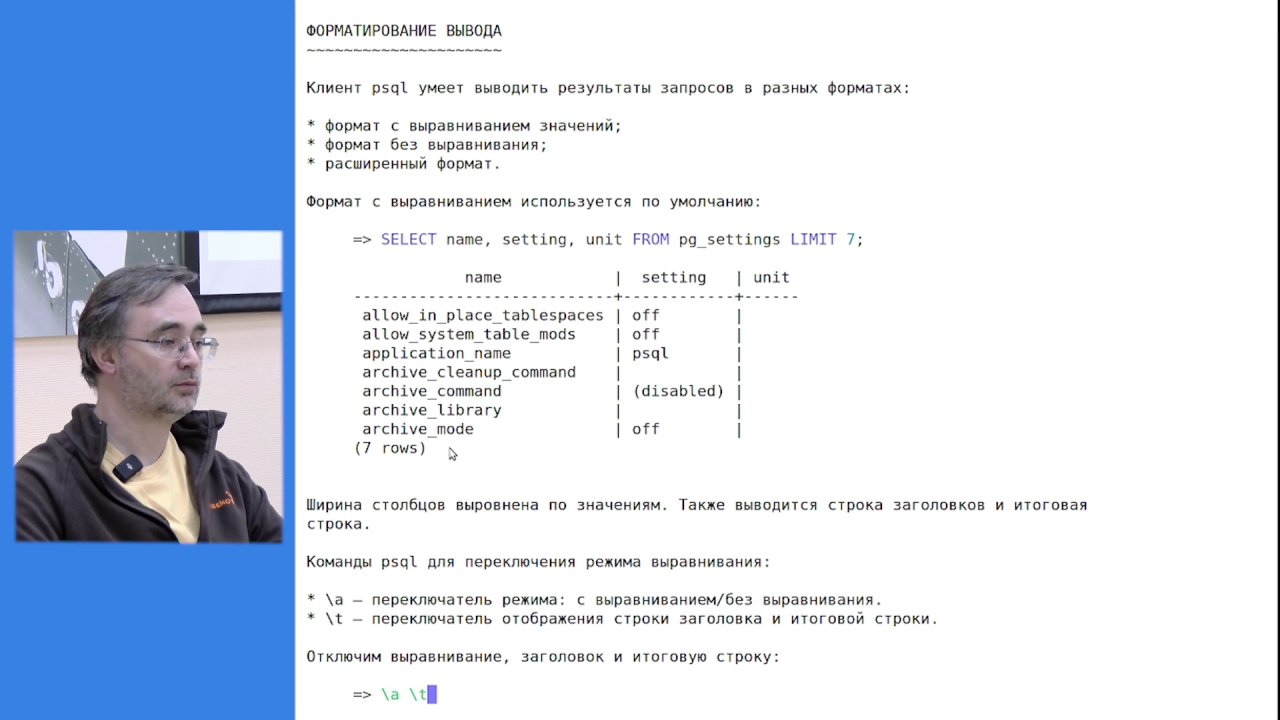 ФОРМАТИРОВАНИЕ ВЫВОДА
~~~~~~~~~~~~~~~~~~~~~
Клиент psql умеет выводить результаты запросов в разных форматах:
* формат с выравниванием значений;
* формат без выравнивания;
* расширенный формат.
Формат с выравниванием используется по умолчанию:
=> SELECT name, setting, unit FROM pg_settings LIMIT 7;
name | setting | unit
----------------------------+------------+------
allow_in_place_tablespaces | off |
allow_system_table_mods | off |
application_name | psql |
archive_cleanup_command | |
archive_command | (disabled) |
archive_library | |
archive_mode | off |
(7 rows)
Ширина столбцов выровнена по значениям. Также выводится строка заголовков и итоговая
строка.
Команды psql для переключения режима выравнивания:
* \a — переключатель режима: с выравниванием/без выравнивания.
* \t — переключатель отображения строки заголовка и итоговой строки.
Отключим выравнивание, заголовок и итоговую строку:
=> \a \t